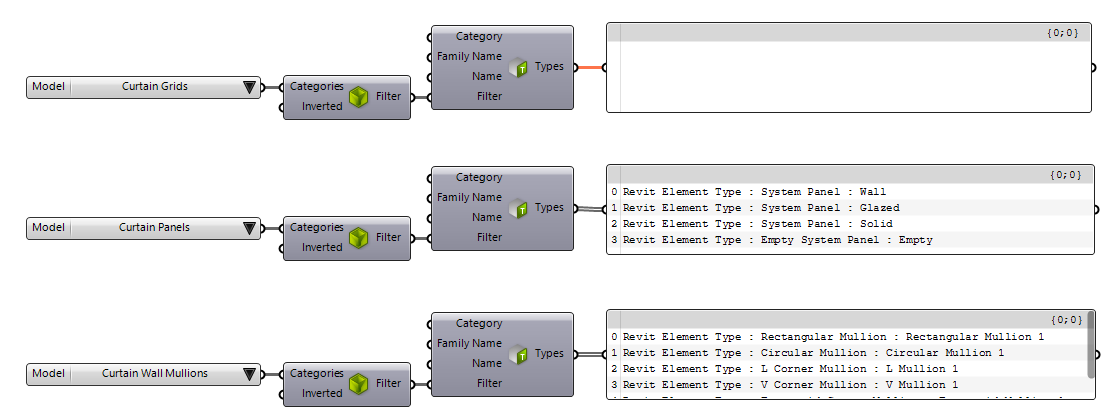 Model Curtain Grids
Categories
Inverted
Filter
Category
Family Name
Name
Filter
Types
{0;0}
Model Curtain Panels
Categories
Inverted
Filter
Category
Family Name
Name
Filter
Types
{0;0}
0 Revit Element Type : System Panel : Wall
1 Revit Element Type : System Panel : Glazed
2 Revit Element Type : System Panel : Solid
3 Revit Element Type : Empty System Panel : Empty
Model Curtain Wall Mullions
Categories
Inverted
Filter
Category
Family Name
Name
Filter
Types
{0;0}
0 Revit Element Type : Rectangular Mullion : Rectangular Mullion 1
1 Revit Element Type : Circular Mullion : Circular Mullion 1
2 Revit Element Type : L Corner Mullion : L Mullion 1
3 Revit Element Type : V Corner Mullion : V Mullion 1